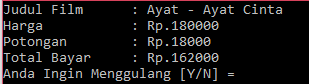 Judul Film : Ayat - Ayat Cinta
Harga : Rp.180000
Potongan : Rp.18000
Total Bayar : Rp.162000
Anda Ingin Menggulang [Y/N] =